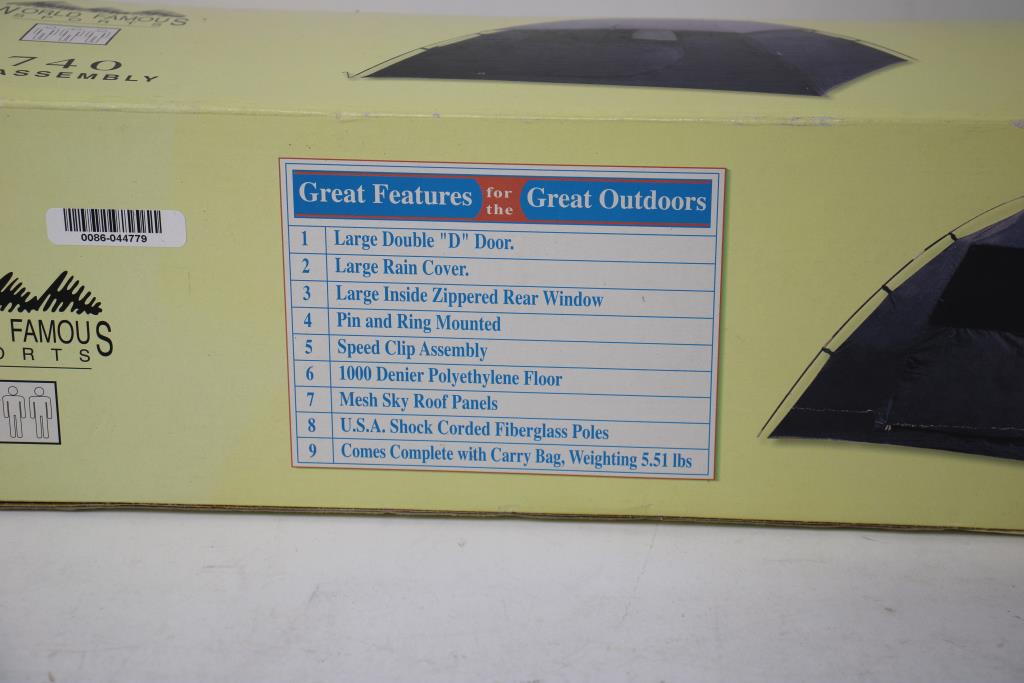 WORLD FAMOUS
SPORTS
740
ASSEMBLY
0086-044779
FAMOUS
ORTS
Great Features for the Great Outdoors
1 Large Double "D" Door.
2 Large Rain Cover.
3 Large Inside Zippered Rear Window
4 Pin and Ring Mounted
5 Speed Clip Assembly
6 1000 Denier Polyethylene Floor
7 Mesh Sky Roof Panels
8 U.S.A. Shock Corded Fiberglass Poles
9 Comes Complete with Carry Bag, Weighting 5.51 lbs